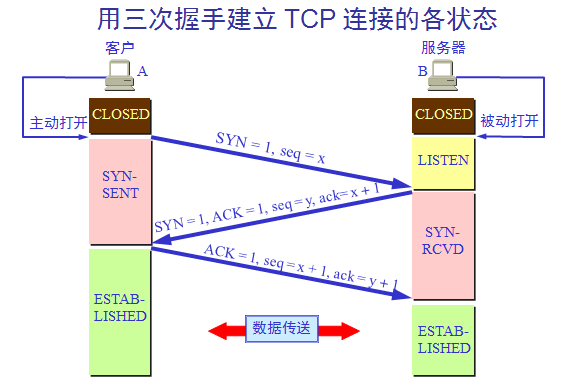 用三次握手建立 TCP 连接的各状态
客户
服务器
A
B
CLOSED
CLOSED
主动打开
被动打开
SYN = 1, seq = x
LISTEN
SYN-
SENT
SYN = 1, ACK = 1, seq = y, ack= x + 1
SYN-
RCVD
ACK = 1, seq = x + 1, ack = y + 1
ESTAB-
LISHED
数据传送
ESTAB-
LISHED